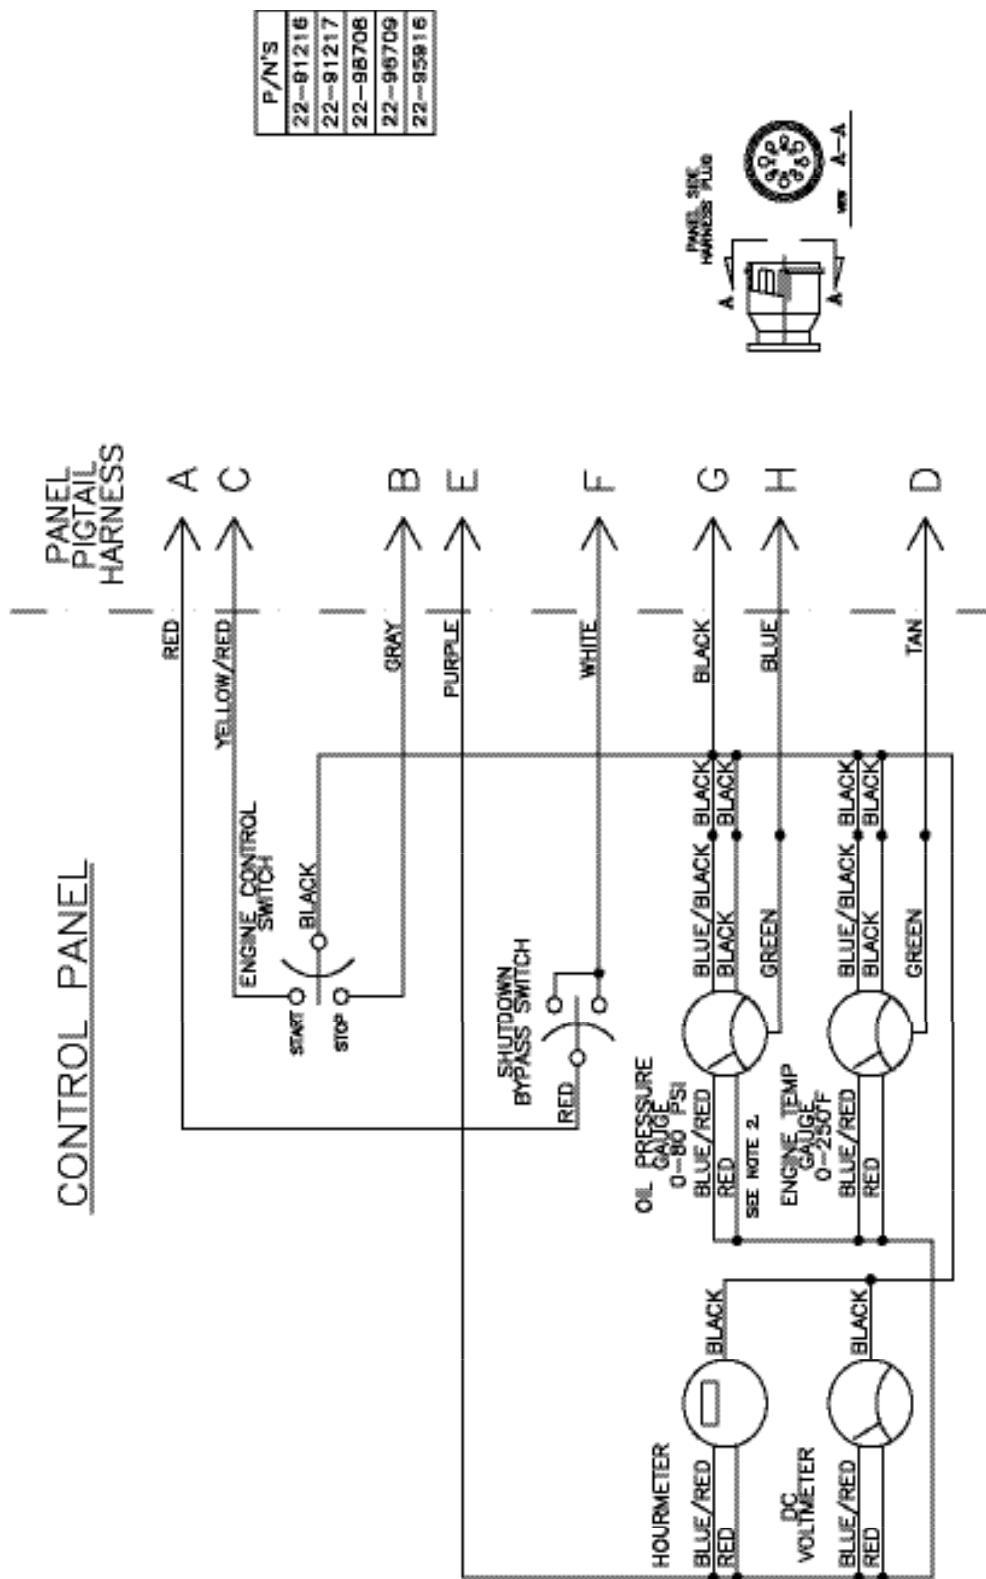 CONTROL PANEL
PANEL
PIGTAIL
HARNESS
P/N'S
22-91216
22-91217
22-98708
22-98709
22-95916
RED
A
YELLOW/RED
C
ENGINE CONTROL
SWITCH
START
STOP
BLACK
GRAY
B
PURPLE
E
SHUTDOWN
BYPASS SWITCH
RED
WHITE
F
OIL PRESSURE
GAUGE
0-80 PSI
BLUE/RED
RED
SEE NOTE 2.
BLUE/BLACK
BLACK
GREEN
BLACK
BLACK
BLACK
G
BLUE
H
ENGINE TEMP
GAUGE
0-250°F
BLUE/RED
RED
BLUE/BLACK
BLACK
GREEN
BLACK
BLACK
TAN
D
HOURMETER
BLUE/RED
RED
BLACK
DC
VOLTMETER
BLUE/RED
RED
BLACK
PANEL SIDE
HARNESS PLUG
A
A
VIEW A-A